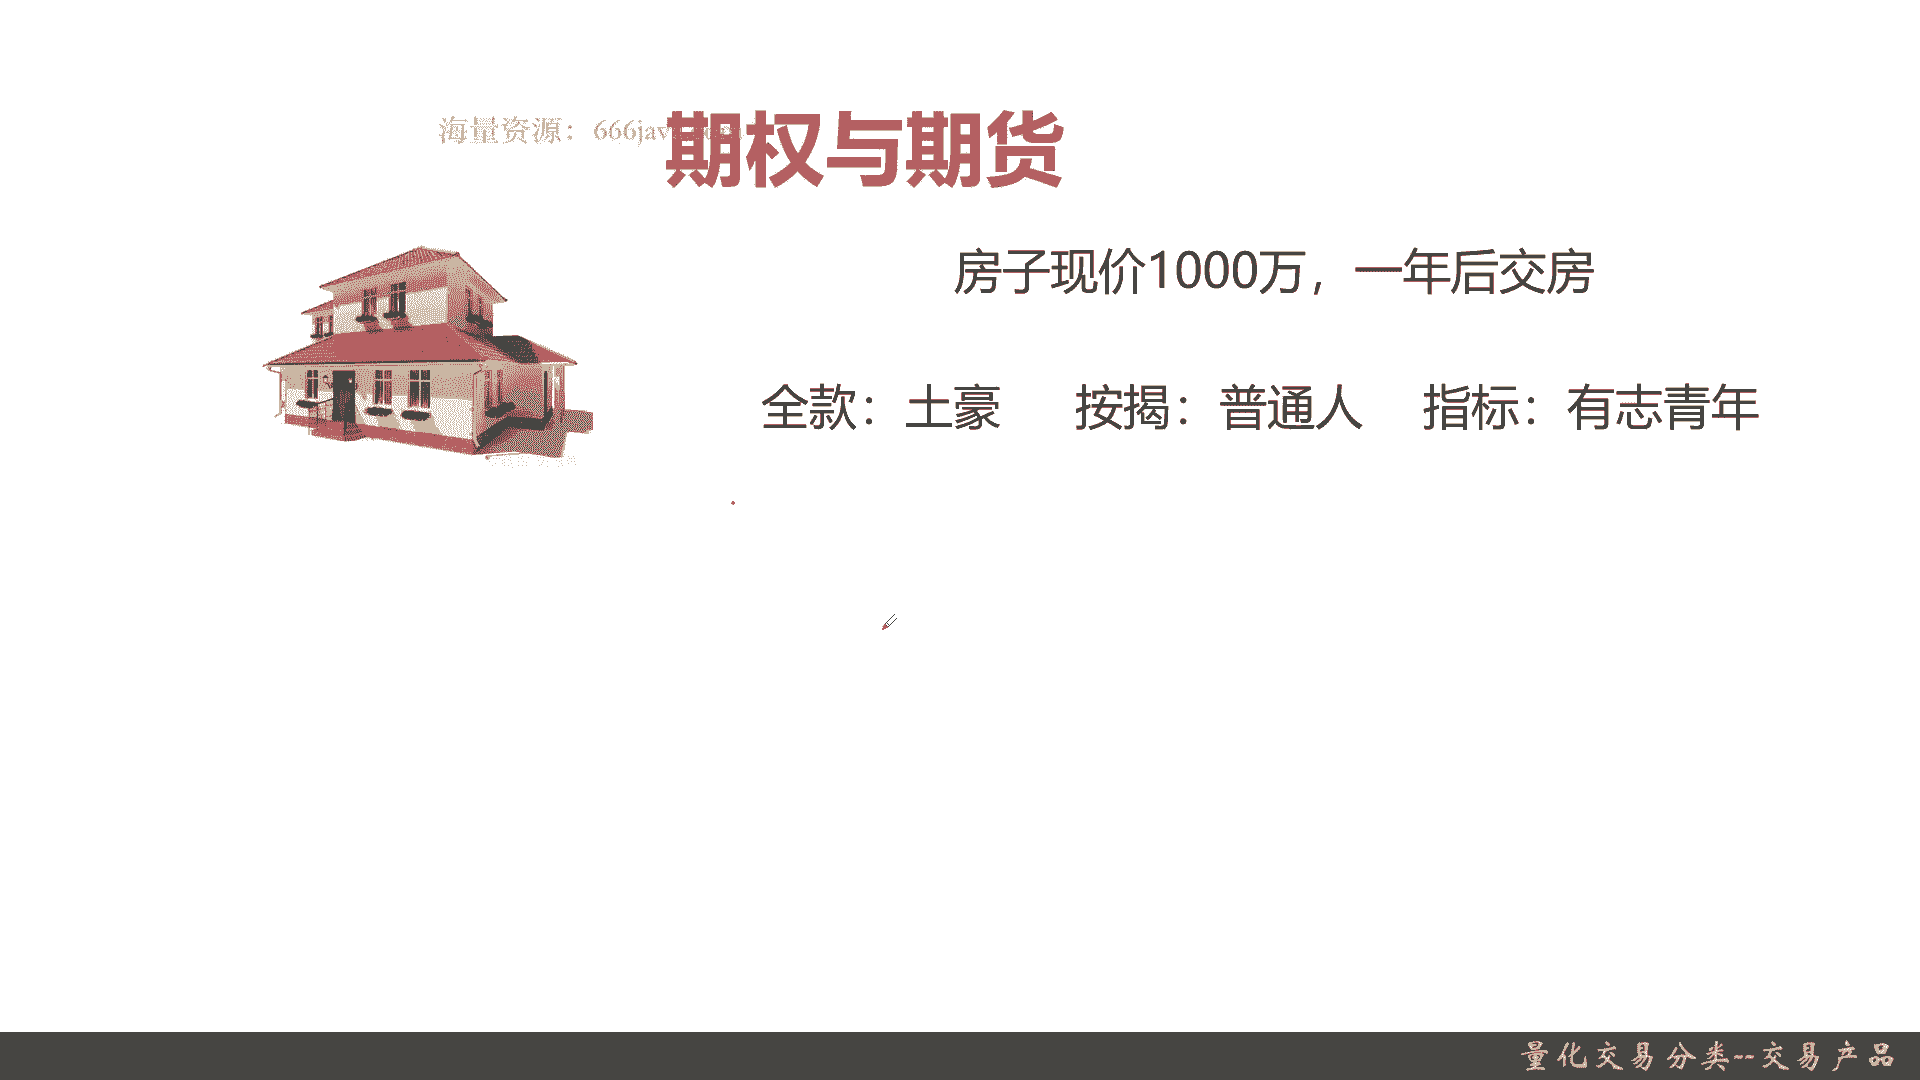 海量资源：666java.com
期权与期货
房子现价1000万，一年后交房
全款：土豪 按揭：普通人 指标：有志青年
量化交易分类--交易产品